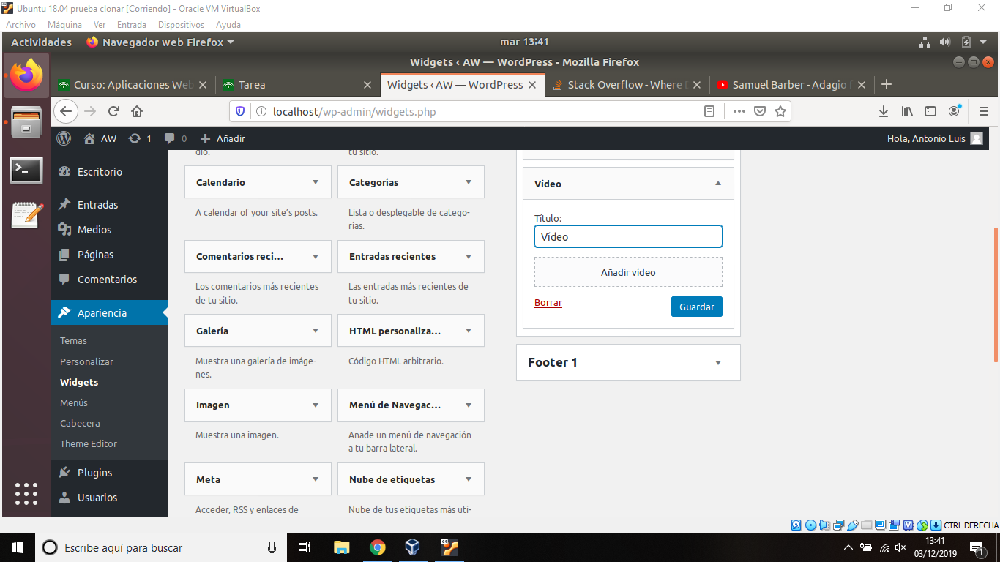 Ubuntu 18.04 prueba clonar [Corriendo] - Oracle VM VirtualBox
Archivo Máquina Ver Entrada Dispositivos Ayuda
Actividades Navegador web Firefox mar 13:41
Widgets ‹ AW — WordPress - Mozilla Firefox
Curso: Aplicaciones Web Tarea Widgets ‹ AW — WordPress Stack Overflow - Where D Samuel Barber - Adagio
localhost/wp-admin/widgets.php
AW 1 0 Añadir Hola, Antonio Luis
Escritorio
Entradas
Medios
Páginas
Comentarios
Apariencia
Temas
Personalizar
Widgets
Menús
Cabecera
Theme Editor
Plugins
Usuarios
dio.
tu sitio.
Calendario
Categorías
A calendar of your site’s posts.
Lista o desplegable de catego-
rías.
Comentarios reci…
Entradas recientes
Los comentarios más recientes
de tu sitio.
Las entradas más recientes de
tu sitio.
Galería
HTML personaliza…
Muestra una galería de imáge-
nes.
Código HTML arbitrario.
Imagen
Menú de Navegac…
Muestra una imagen.
Añade un menú de navegación
a tu barra lateral.
Meta
Nube de etiquetas
Acceder, RSS y enlaces de
Nube de tus etiquetas más uti-
Vídeo
Título:
Vídeo
Añadir vídeo
Borrar Guardar
Footer 1
CTRL DERECHA
Escribe aquí para buscar
64
13:41
03/12/2019
1